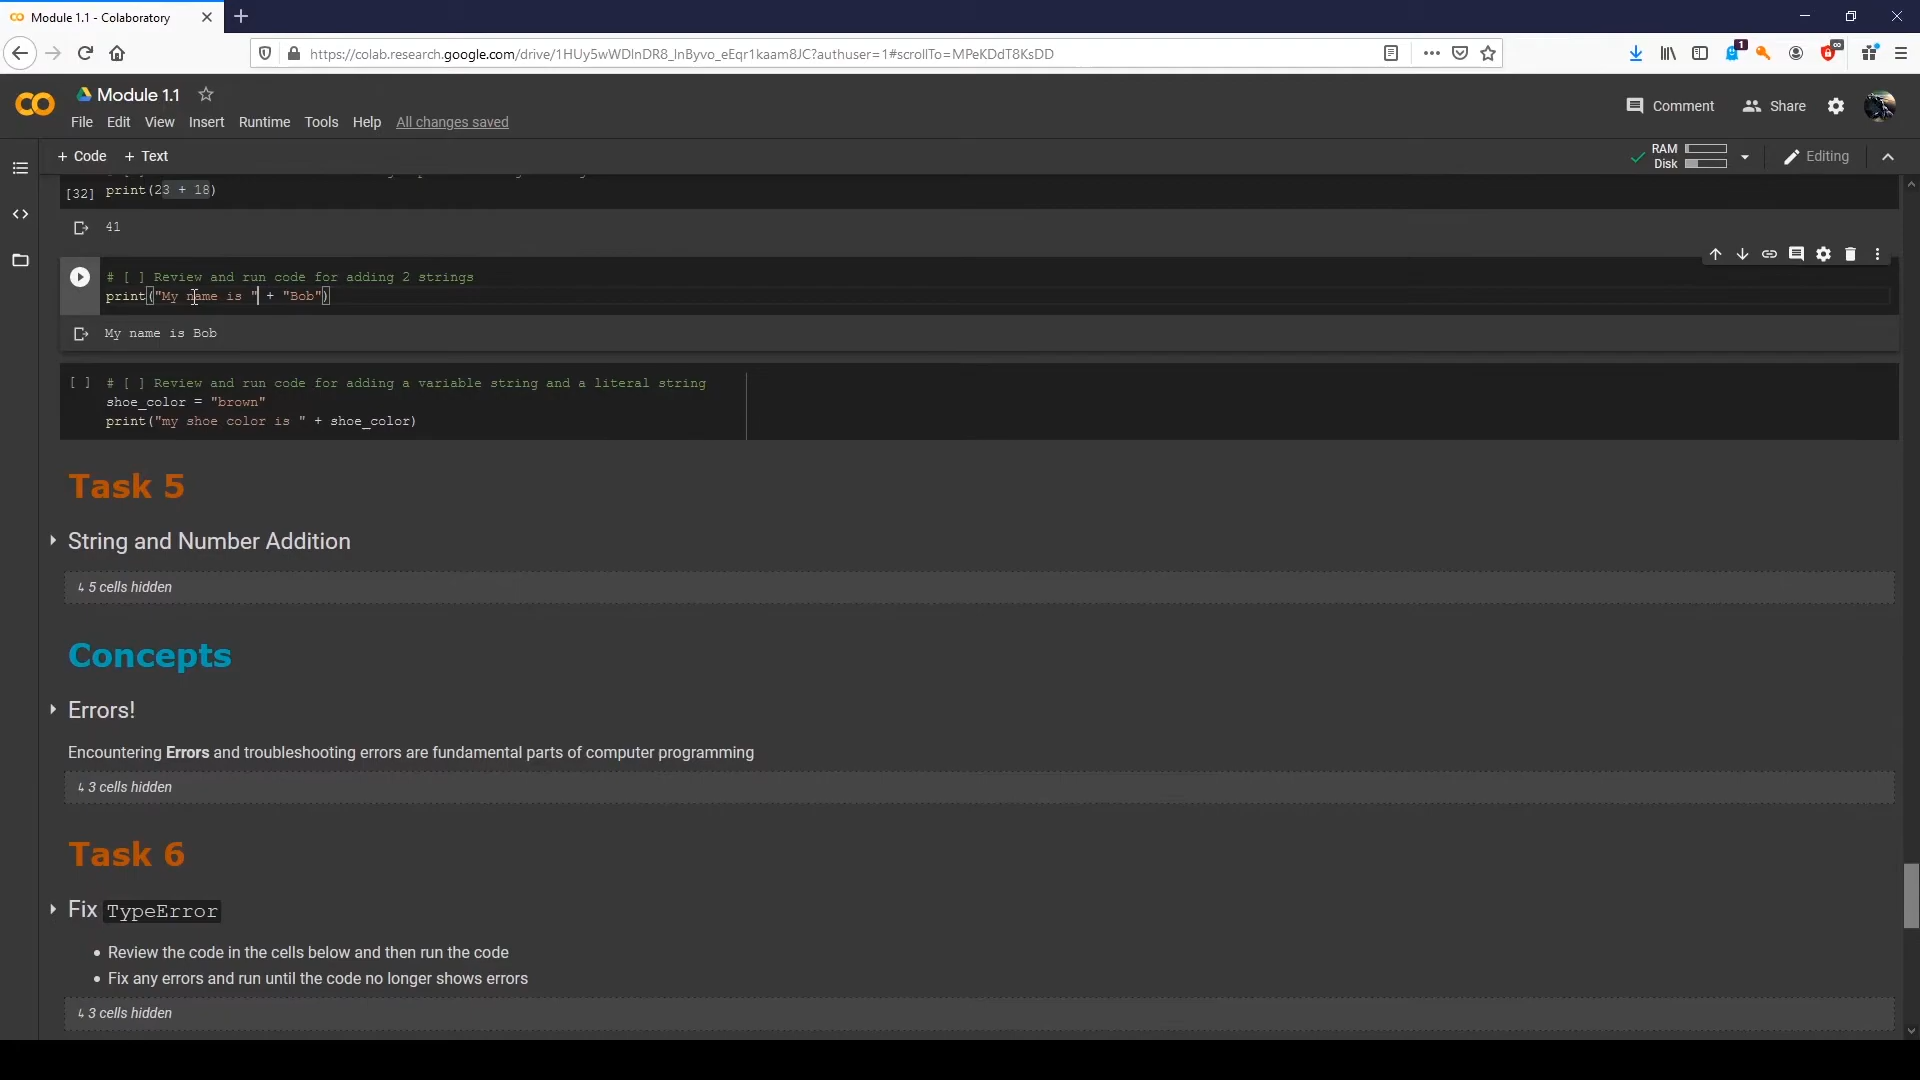 Module 1.1 - Colaboratory
https://colab.research.google.com/drive/1HUy5wWDlnDR8_lnByvo_eEqr1kaam8JC?authuser=1#scrollTo=MPeKDdT8KsDD
1
∞
CO
Module 1.1
Comment
Share
File Edit View Insert Runtime Tools Help All changes saved
+ Code + Text
RAM
Disk
Editing
[32] print(23 + 18)
41
# [ ] Review and run code for adding 2 strings
print("My name is " + "Bob")
My name is Bob
[ ] # [ ] Review and run code for adding a variable string and a literal string
shoe_color = "brown"
print("my shoe color is " + shoe_color)
Task 5
String and Number Addition
↳ 5 cells hidden
Concepts
Errors!
Encountering Errors and troubleshooting errors are fundamental parts of computer programming
↳ 3 cells hidden
Task 6
Fix TypeError
• Review the code in the cells below and then run the code
• Fix any errors and run until the code no longer shows errors
↳ 3 cells hidden